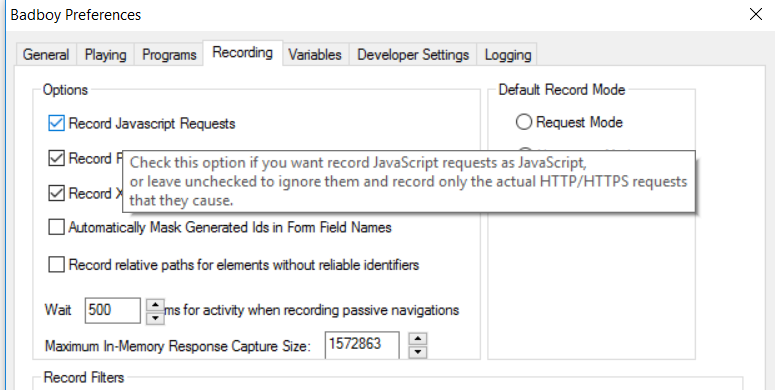 Badboy Preferences
General Playing Programs Recording Variables Developer Settings Logging
Options
Default Record Mode
Record Javascript Requests
Request Mode
Record
Check this option if you want record JavaScript requests as JavaScript,
or leave unchecked to ignore them and record only the actual HTTP/HTTPS requests
that they cause.
Record X
Automatically Mask Generated Ids in Form Field Names
Record relative paths for elements without reliable identifiers
Wait 500 ms for activity when recording passive navigations
Maximum In-Memory Response Capture Size: 1572863
Record Filters